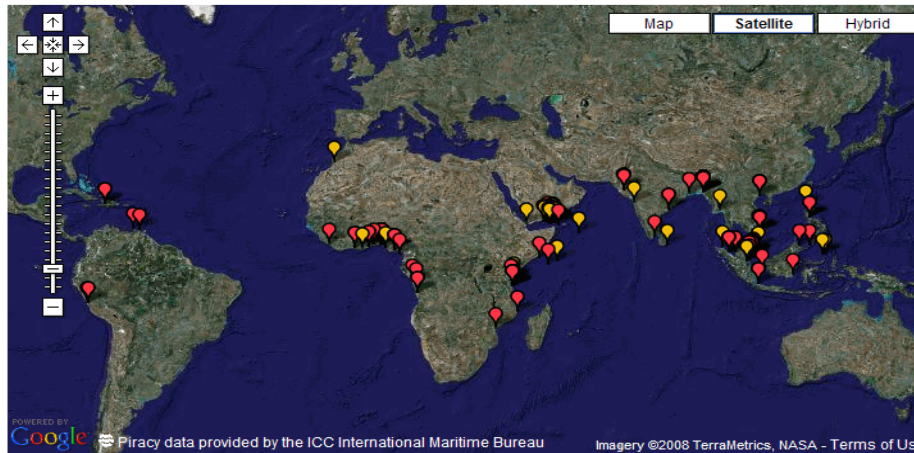 Map Satellite Hybrid
POWERED BY
Google
Piracy data provided by the ICC International Maritime Bureau
Imagery ©2008 TerraMetrics, NASA - Terms of Us